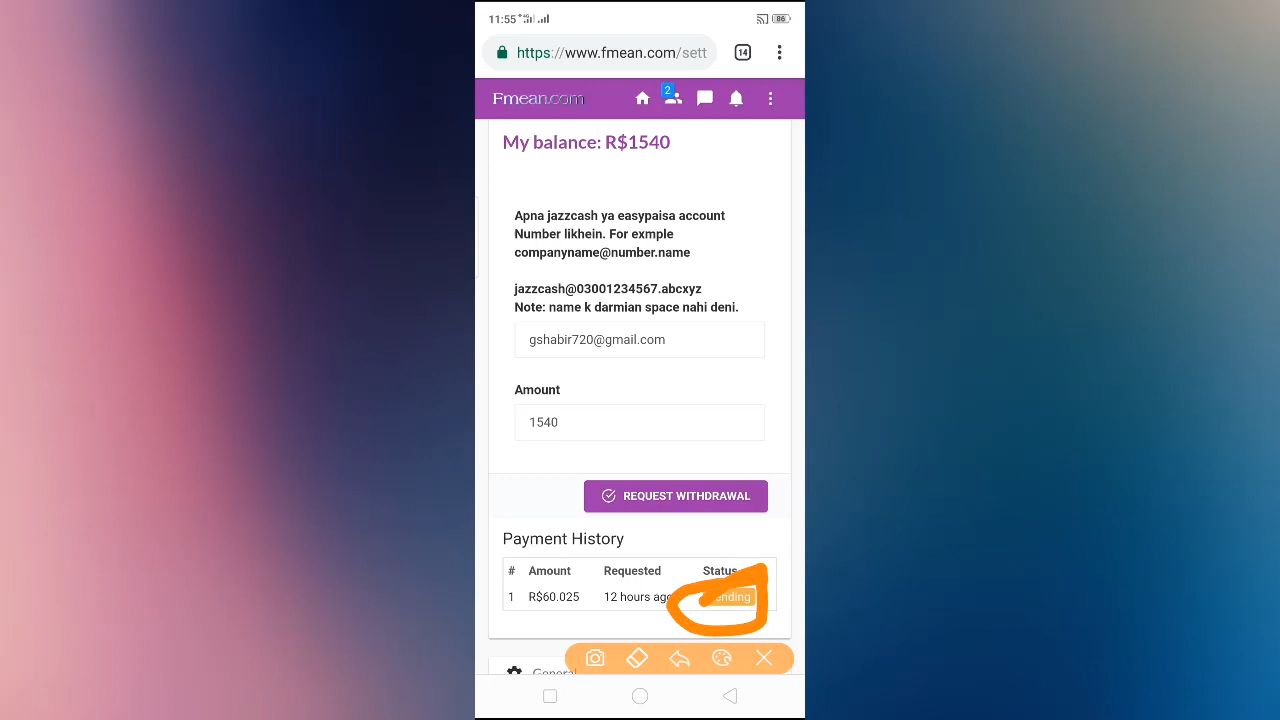 11:55
86
https://www.fmean.com/sett
14
Fmean.com
2
My balance: R$1540
Apna jazzcash ya easypaisa account
Number likhein. For exmple
companyname@number.name
jazzcash@03001234567.abcxyz
Note: name k darmian space nahi deni.
gshabir720@gmail.com
Amount
1540
REQUEST WITHDRAWAL
Payment History
# Amount Requested Status
1 R$60.025 12 hours ago
General